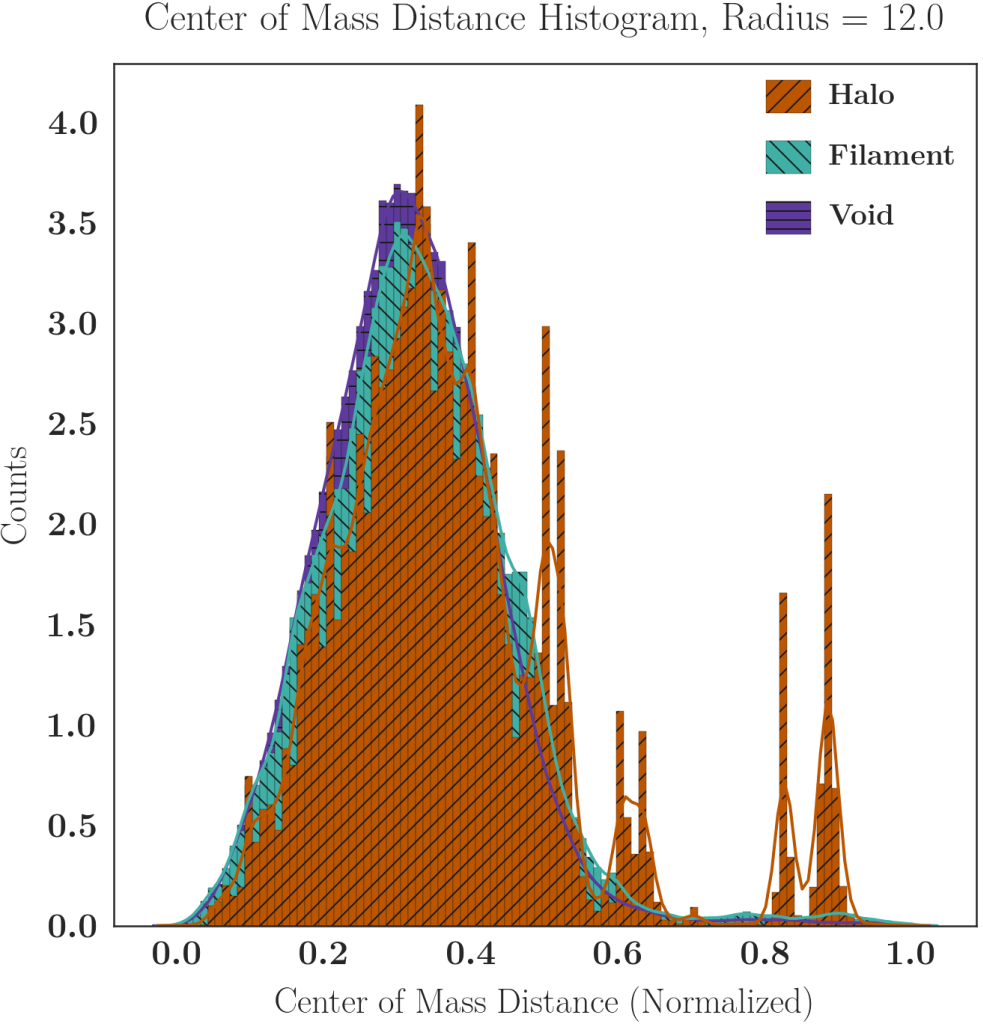 Center of Mass Distance Histogram, Radius = 12.0
Halo
Filament
Void
4.0
3.5
3.0
2.5
2.0
1.5
1.0
0.5
0.0
Counts
0.0 0.2 0.4 0.6 0.8 1.0
Center of Mass Distance (Normalized)